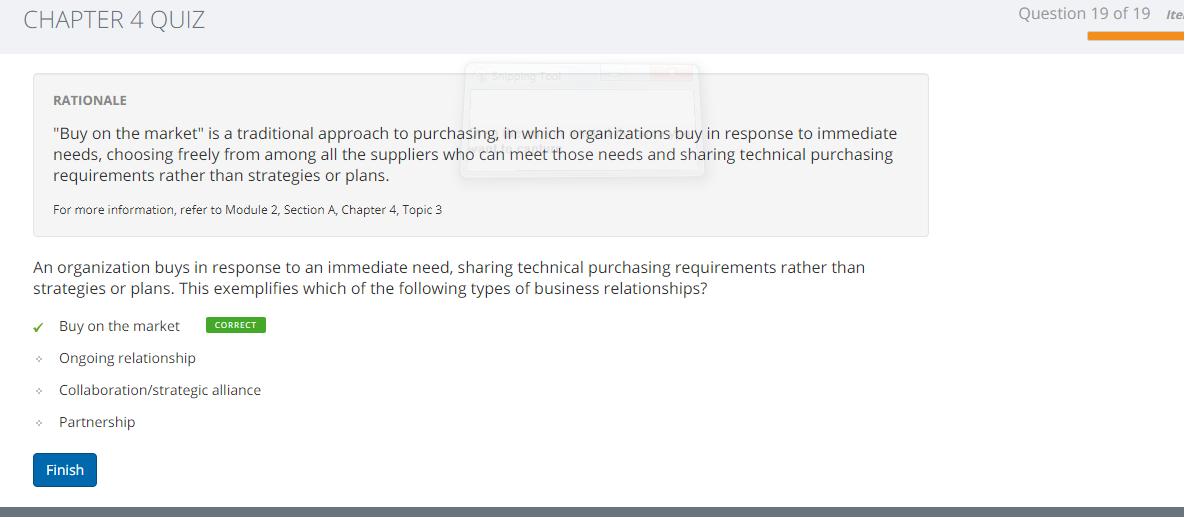 CHAPTER 4 QUIZ
Question 19 of 19
Snipping Tool
RATIONALE
"Buy on the market" is a traditional approach to purchasing, in which organizations buy in response to immediate
needs, choosing freely from among all the suppliers who can meet those needs and sharing technical purchasing
requirements rather than strategies or plans.
For more information, refer to Module 2, Section A, Chapter 4, Topic 3
An organization buys in response to an immediate need, sharing technical purchasing requirements rather than
strategies or plans. This exemplifies which of the following types of business relationships?
Buy on the market CORRECT
Ongoing relationship
Collaboration/strategic alliance
Partnership
Finish